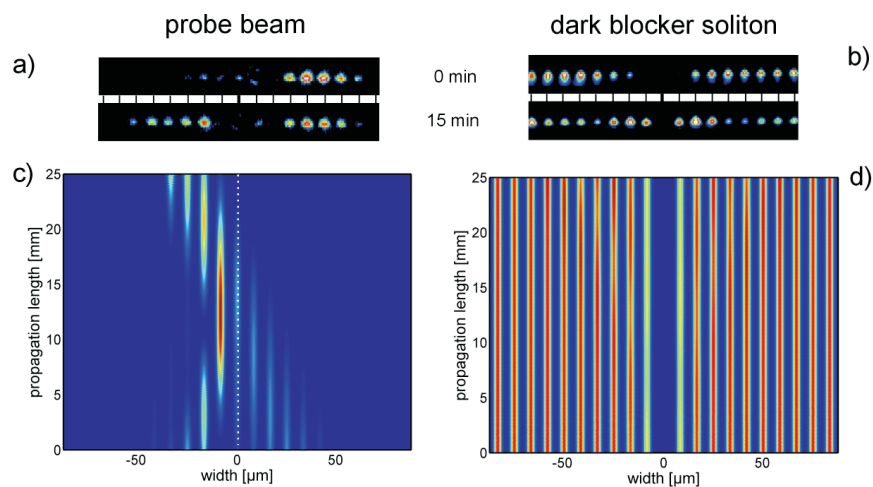 probe beam
dark blocker soliton
a)
0 min
b)
15 min
c)
25
20
15
10
5
0
propagation length [mm]
-50
0
50
width [µm]
d)
25
20
15
10
5
0
propagation length [mm]
-50
0
50
width [µm]